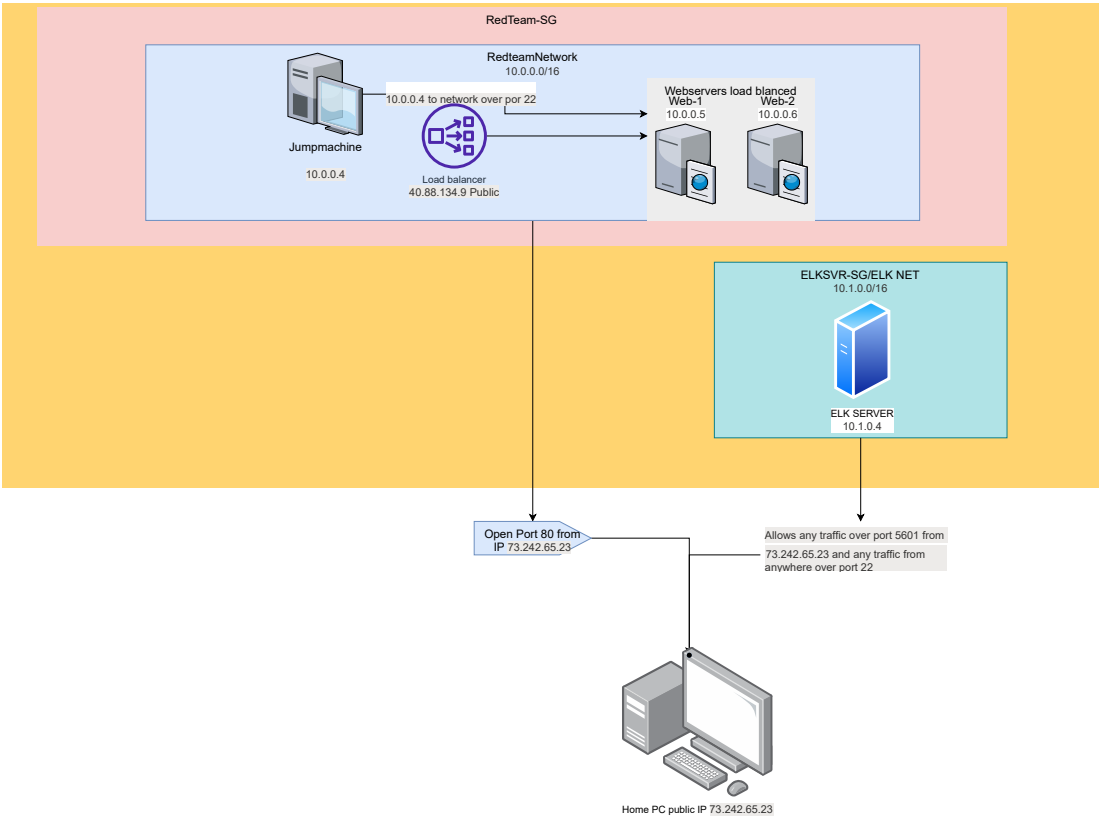 RedTeam-SG
RedteamNetwork
10.0.0.0/16
10.0.0.4 to network over por 22
Jumpmachine
10.0.0.4
Load balancer
40.88.134.9 Public
Webservers load blanced
Web-1
10.0.0.5
Web-2
10.0.0.6
ELKSVR-SG/ELK NET
10.1.0.0/16
ELK SERVER
10.1.0.4
Open Port 80 from
IP 73.242.65.23
Allows any traffic over port 5601 from
73.242.65.23 and any traffic from
anywhere over port 22
Home PC public IP 73.242.65.23